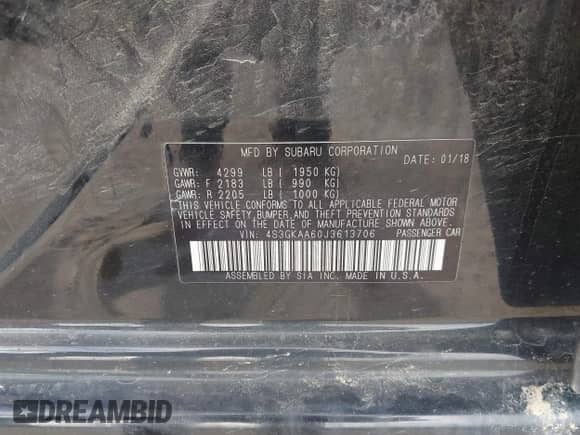 MFD BY SUBARU CORPORATION
DATE: 01/18
GVWR: 4299 LB ( 1950 KG)
GAWR: F 2183 LB ( 990 KG)
GAWR: R 2205 LB ( 1000 KG)
THIS VEHICLE CONFORMS TO ALL APPLICABLE FEDERAL MOTOR
VEHICLE SAFETY, BUMPER, AND THEFT PREVENTION STANDARDS
IN EFFECT ON THE DATE OF MANUFACTURE SHOWN ABOVE.
VIN: 4S3GKAA60J3613706 PASSENGER CAR
ASSEMBLED BY SIA INC. MADE IN U.S.A.
DREAMBID